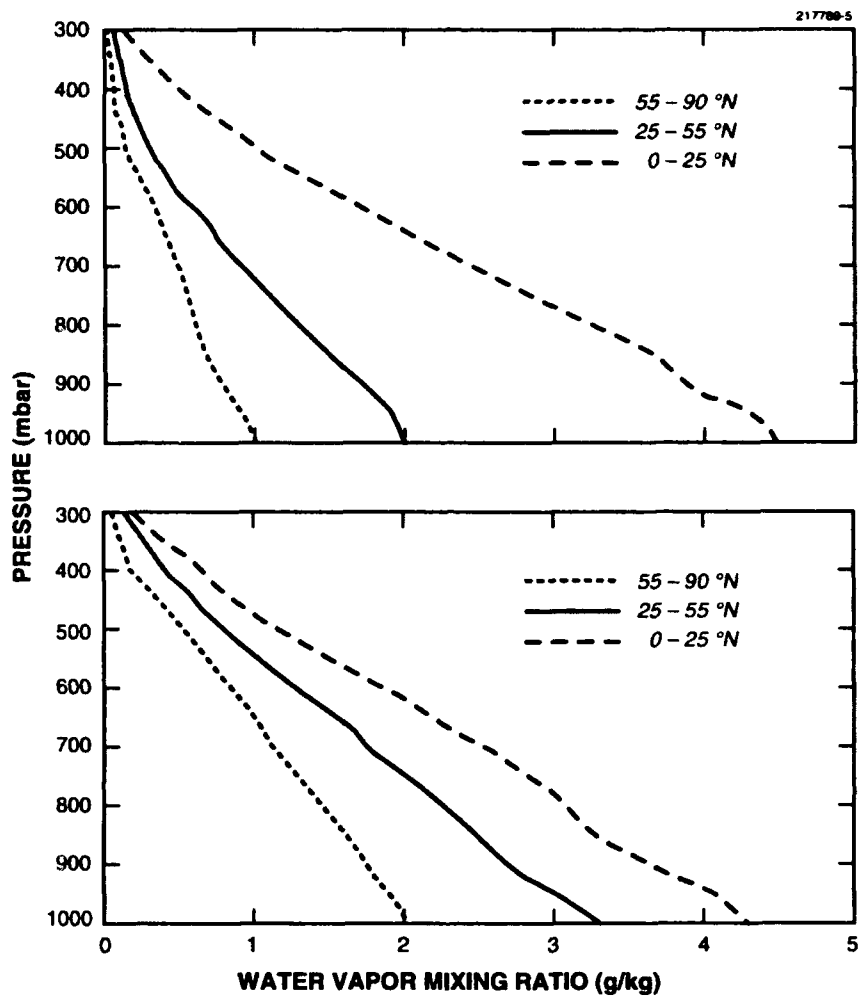 217789-5
300
400
500
600
700
800
900
1000
55 – 90 °N
25 – 55 °N
0 – 25 °N
PRESSURE (mbar)
300
400
500
600
700
800
900
1000
55 – 90 °N
25 – 55 °N
0 – 25 °N
0 1 2 3 4 5
WATER VAPOR MIXING RATIO (g/kg)